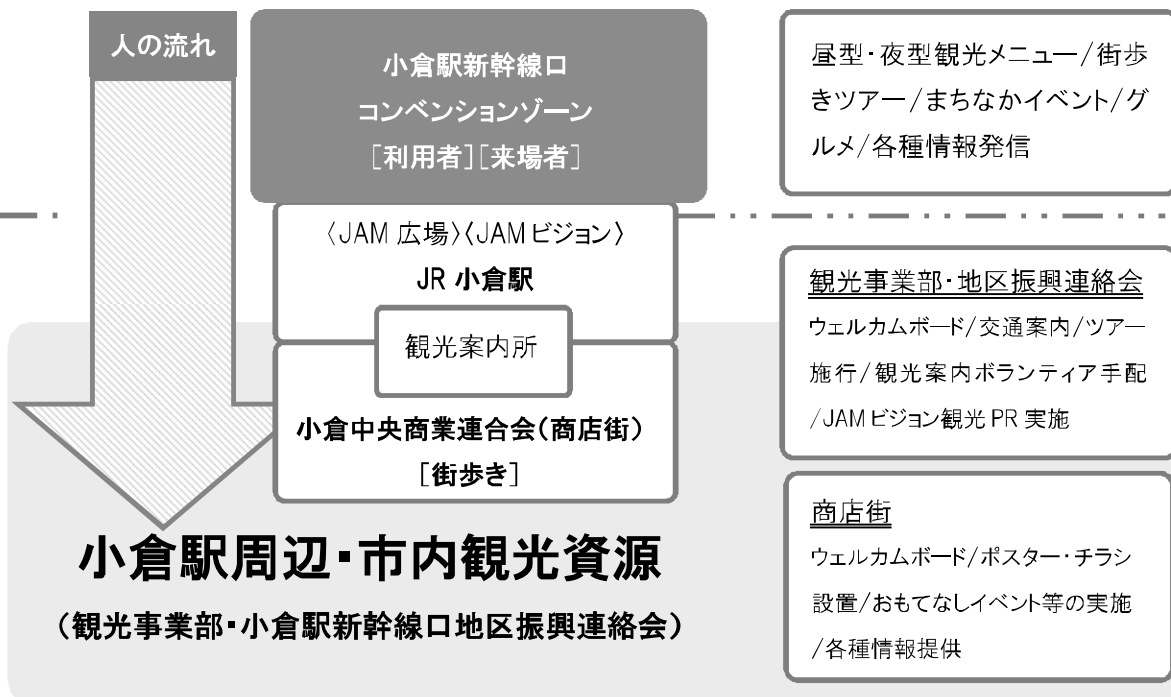 人の流れ
小倉駅新幹線口
コンベンションゾーン
［利用者］［来場者］
〈JAM 広場〉〈JAMビジョン〉
JR 小倉駅
観光案内所
小倉中央商業連合会（商店街）
［街歩き］
小倉駅周辺・市内観光資源
（観光事業部・小倉駅新幹線口地区振興連絡会）
昼型・夜型観光メニュー/街歩
きツアー/まちなかイベント/グ
ルメ/各種情報発信
観光事業部・地区振興連絡会
ウェルカムボード/交通案内/ツアー
施行/観光案内ボランティア手配
/JAMビジョン観光 PR 実施
商店街
ウェルカムボード/ポスター・チラシ
設置/おもてなしイベント等の実施
/各種情報提供